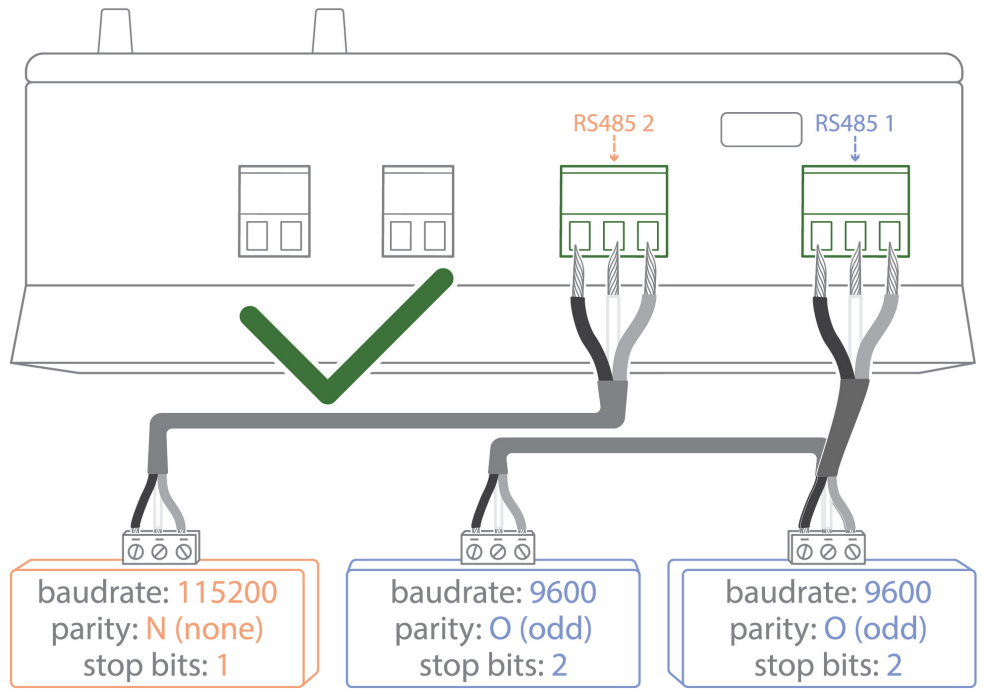 RS485 2
RS485 1
baudrate: 115200
parity: N (none)
stop bits: 1
baudrate: 9600
parity: O (odd)
stop bits: 2
baudrate: 9600
parity: O (odd)
stop bits: 2